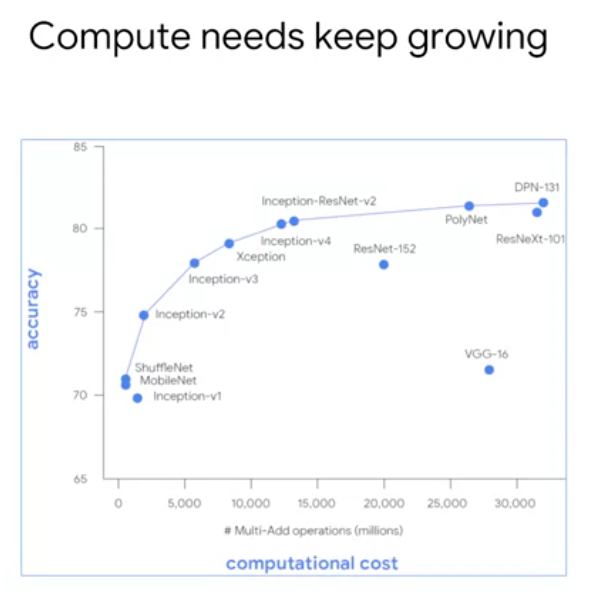 Compute needs keep growing
85
DPN-131
Inception-ResNet-v2
80
PolyNet
Inception-v4
ResNeXt-101
ResNet-152
Xception
Inception-v3
accuracy
75
Inception-v2
VGG-16
ShuffleNet
MobileNet
70
Inception-v1
65
0 5,000 10,000 15,000 20,000 25,000 30,000
# Multi-Add operations (millions)
computational cost